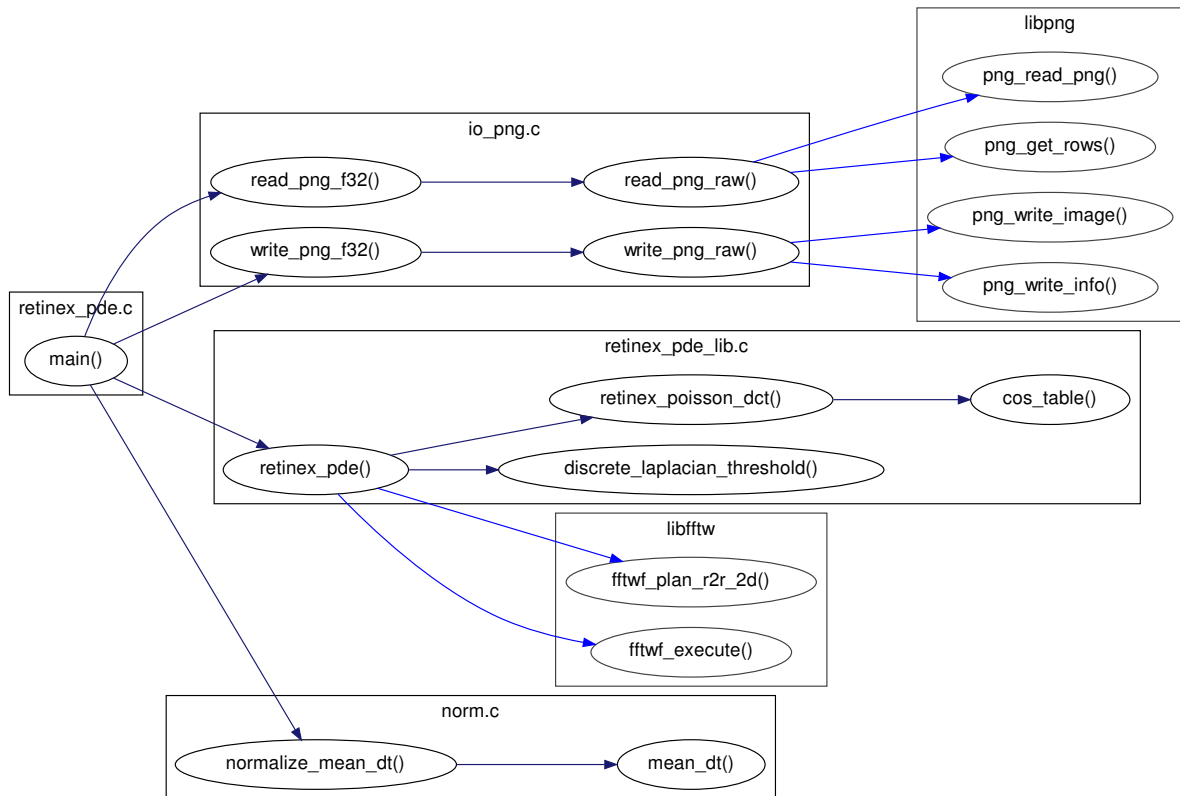 libpng
png_read_png()
png_get_rows()
png_write_image()
png_write_info()
io_png.c
read_png_f32()
read_png_raw()
write_png_f32()
write_png_raw()
retinex_pde.c
main()
retinex_pde_lib.c
retinex_poisson_dct()
cos_table()
retinex_pde()
discrete_laplacian_threshold()
libfftw
fftwf_plan_r2r_2d()
fftwf_execute()
norm.c
normalize_mean_dt()
mean_dt()